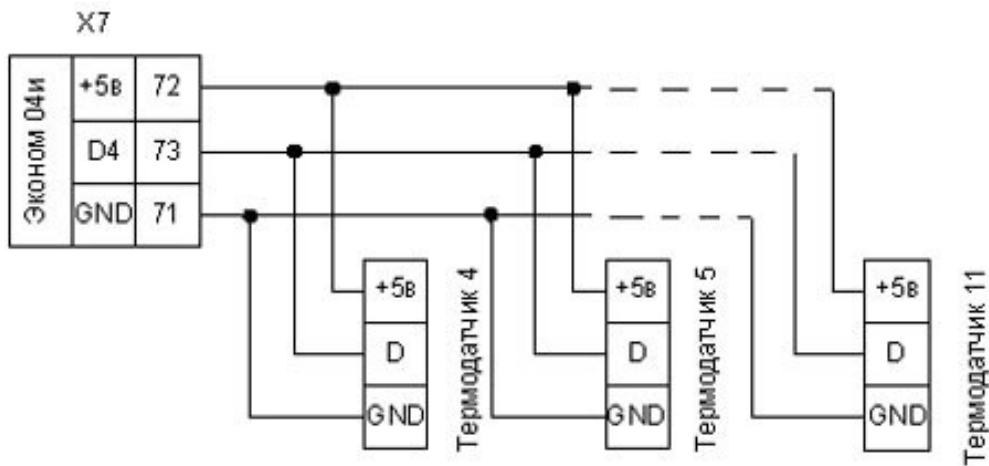 X7
Эконом 04и
+5в 72
D4 73
GND 71
+5в
D
GND
Термодатчик 4
+5в
D
GND
Термодатчик 5
+5в
D
GND
Термодатчик 11